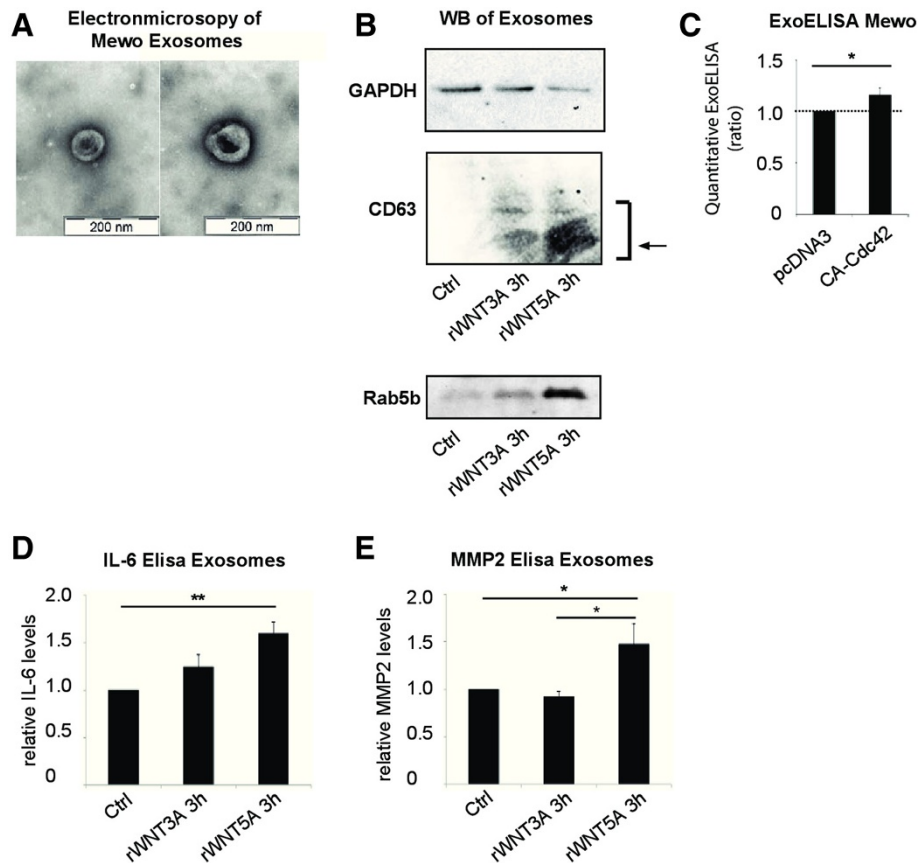 A
Electronmicrosopy of
Mewo Exosomes
200 nm
200 nm
B
WB of Exosomes
GAPDH
CD63
Ctrl
rWNT3A 3h
rWNT5A 3h
Rab5b
Ctrl
rWNT3A 3h
rWNT5A 3h
C
ExoELISA Mewo
Quantitative ExoELISA
(ratio)
1.5
1.0
0.5
0
*
pcDNA3
CA-Cdc42
D
IL-6 Elisa Exosomes
relative IL-6 levels
2.0
1.5
1.0
0.5
0
**
Ctrl
rWNT3A 3h
rWNT5A 3h
E
MMP2 Elisa Exosomes
relative MMP2 levels
2.0
1.5
1.0
0.5
0
*
*
Ctrl
rWNT3A 3h
rWNT5A 3h